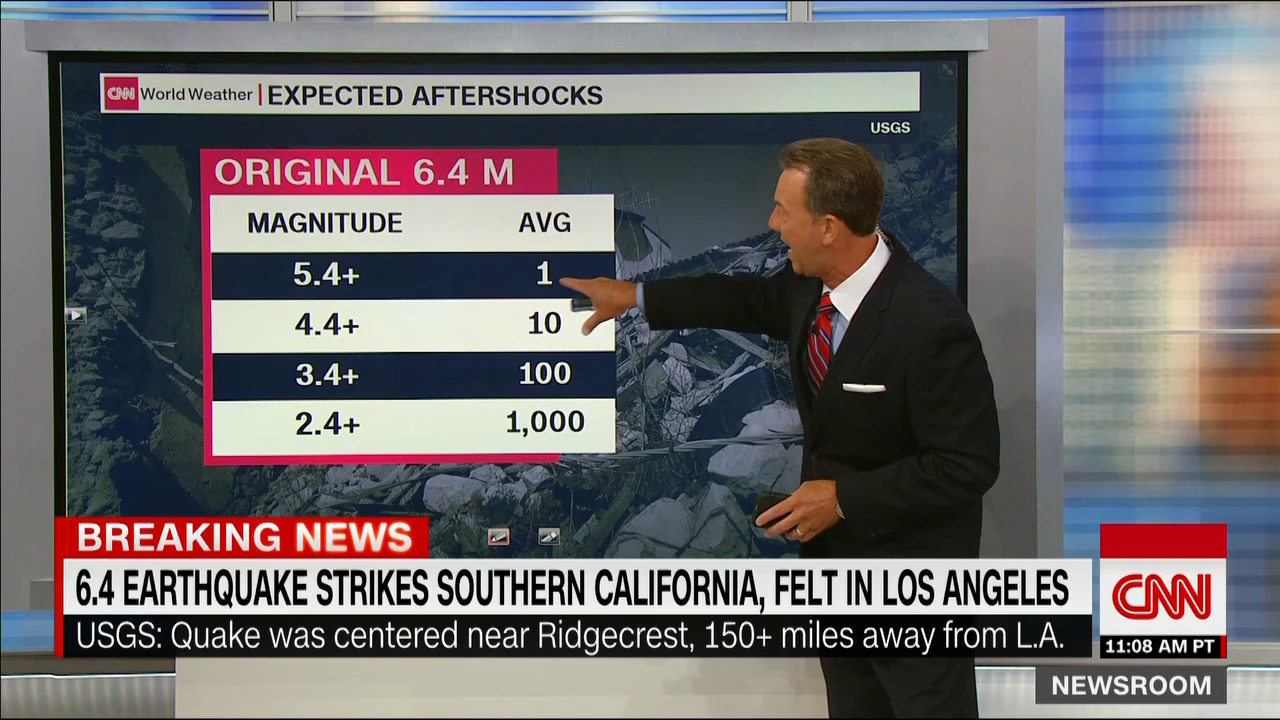 CNN World Weather EXPECTED AFTERSHOCKS
USGS
ORIGINAL 6.4 M
MAGNITUDE AVG
5.4+ 1
4.4+ 10
3.4+ 100
2.4+ 1,000
BREAKING NEWS
6.4 EARTHQUAKE STRIKES SOUTHERN CALIFORNIA, FELT IN LOS ANGELES
USGS: Quake was centered near Ridgecrest, 150+ miles away from L.A.
CNN
11:08 AM PT
NEWSROOM